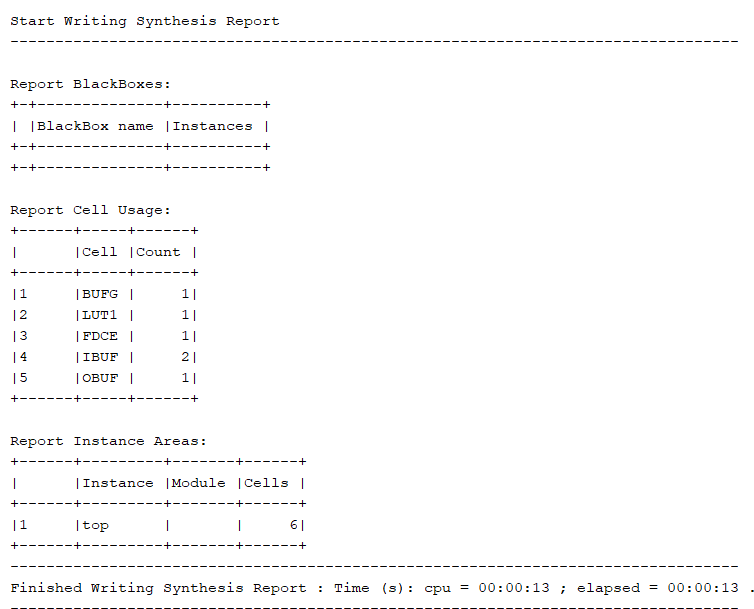 Start Writing Synthesis Report
---------------------------------------------------------------------------------

Report BlackBoxes:
+-+--------------+----------+
| |BlackBox name |Instances |
+-+--------------+----------+
+-+--------------+----------+

Report Cell Usage:
+------+-----+------+
|      |Cell |Count |
+------+-----+------+
|1     |BUFG |     1|
|2     |LUT1 |     1|
|3     |FDCE |     1|
|4     |IBUF |     2|
|5     |OBUF |     1|
+------+-----+------+

Report Instance Areas:
+------+---------+-------+------+
|      |Instance |Module |Cells |
+------+---------+-------+------+
|1     |top      |       |     6|
+------+---------+-------+------+
---------------------------------------------------------------------------------
Finished Writing Synthesis Report : Time (s): cpu = 00:00:13 ; elapsed = 00:00:13 .
---------------------------------------------------------------------------------